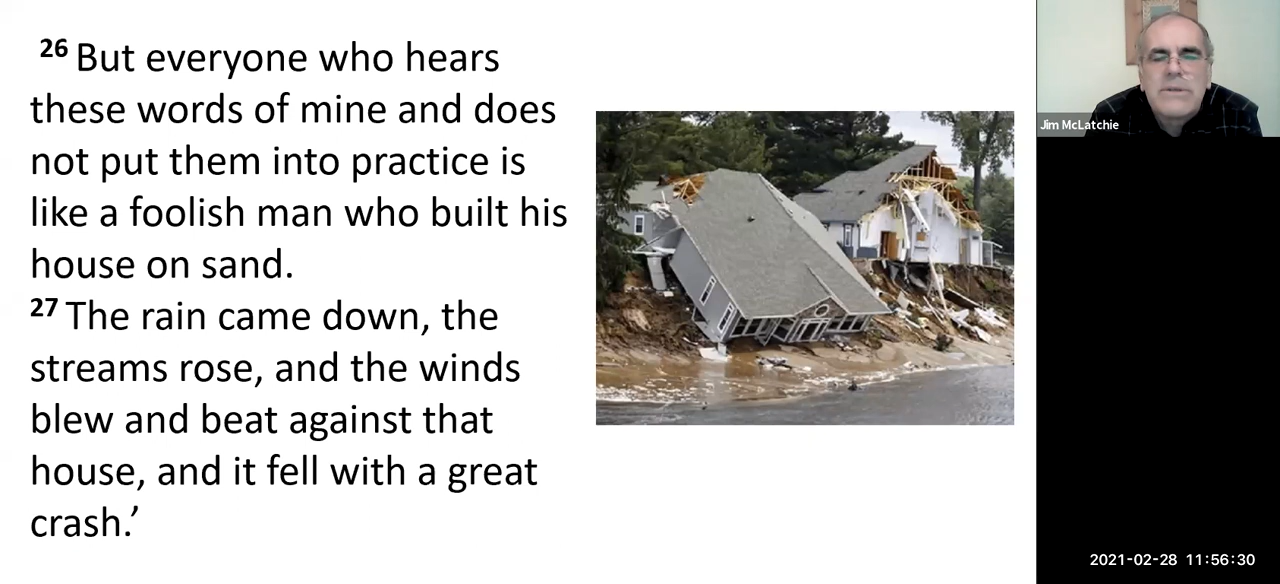 26 But everyone who hears
these words of mine and does
not put them into practice is
like a foolish man who built his
house on sand.
27 The rain came down, the
streams rose, and the winds
blew and beat against that
house, and it fell with a great
crash.’
Jim McLatchie
2021-02-28 11:56:30